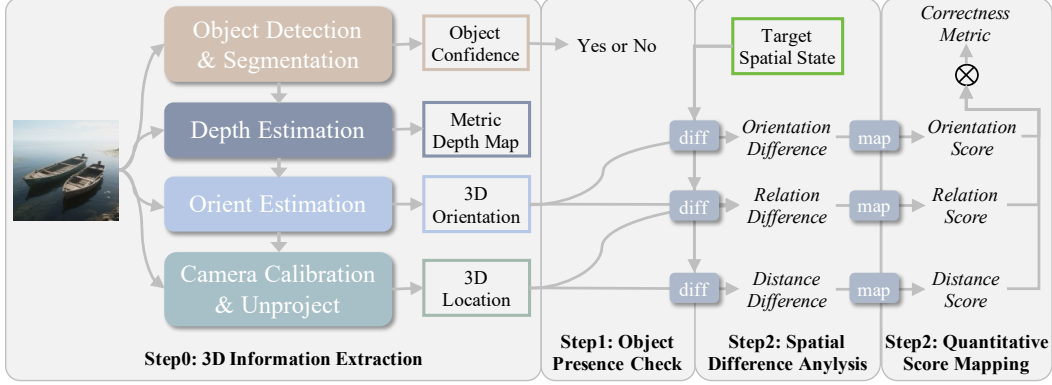 Object Detection
& Segmentation
Object
Confidence
Yes or No
Target
Spatial State
Correctness
Metric
Depth Estimation
Metric
Depth Map
diff
Orientation
Difference
map
Orientation
Score
Orient Estimation
3D
Orientation
diff
Relation
Difference
map
Relation
Score
Camera Calibration
& Unproject
3D
Location
diff
Distance
Difference
map
Distance
Score
Step0: 3D Information Extraction
Step1: Object
Presence Check
Step2: Spatial
Difference Anylysis
Step2: Quantitative
Score Mapping